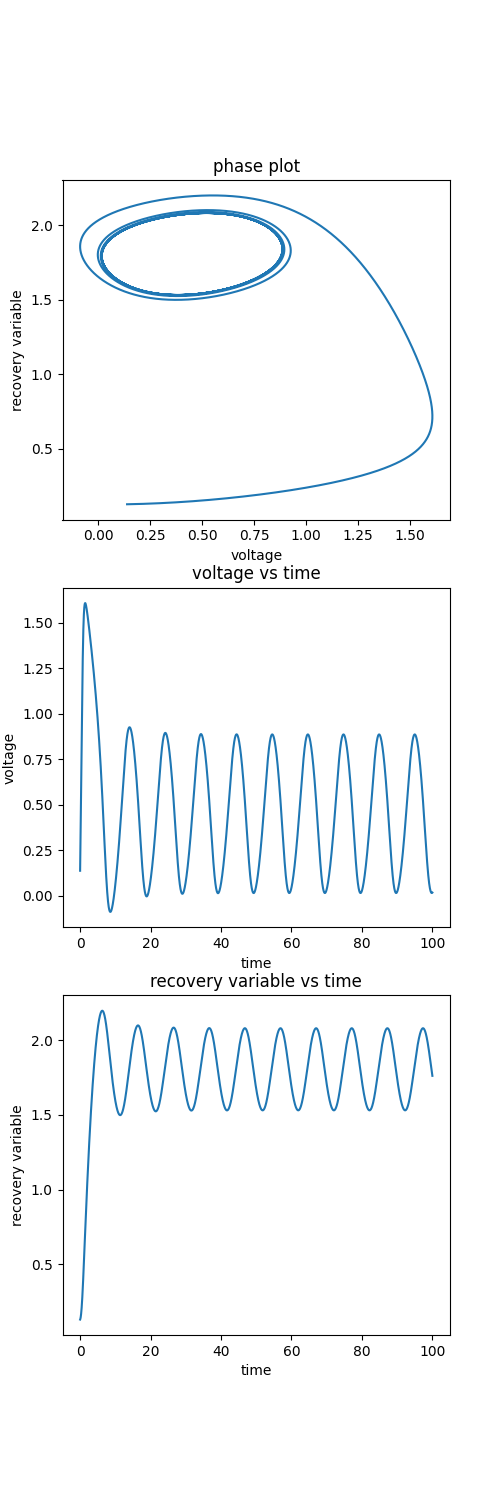 phase plot
2.0
1.5
1.0
0.5
recovery variable
0.00 0.25 0.50 0.75 1.00 1.25 1.50
voltage
voltage vs time
1.50
1.25
1.00
0.75
0.50
0.25
0.00
voltage
0 20 40 60 80 100
time
recovery variable vs time
2.0
1.5
1.0
0.5
recovery variable
0 20 40 60 80 100
time